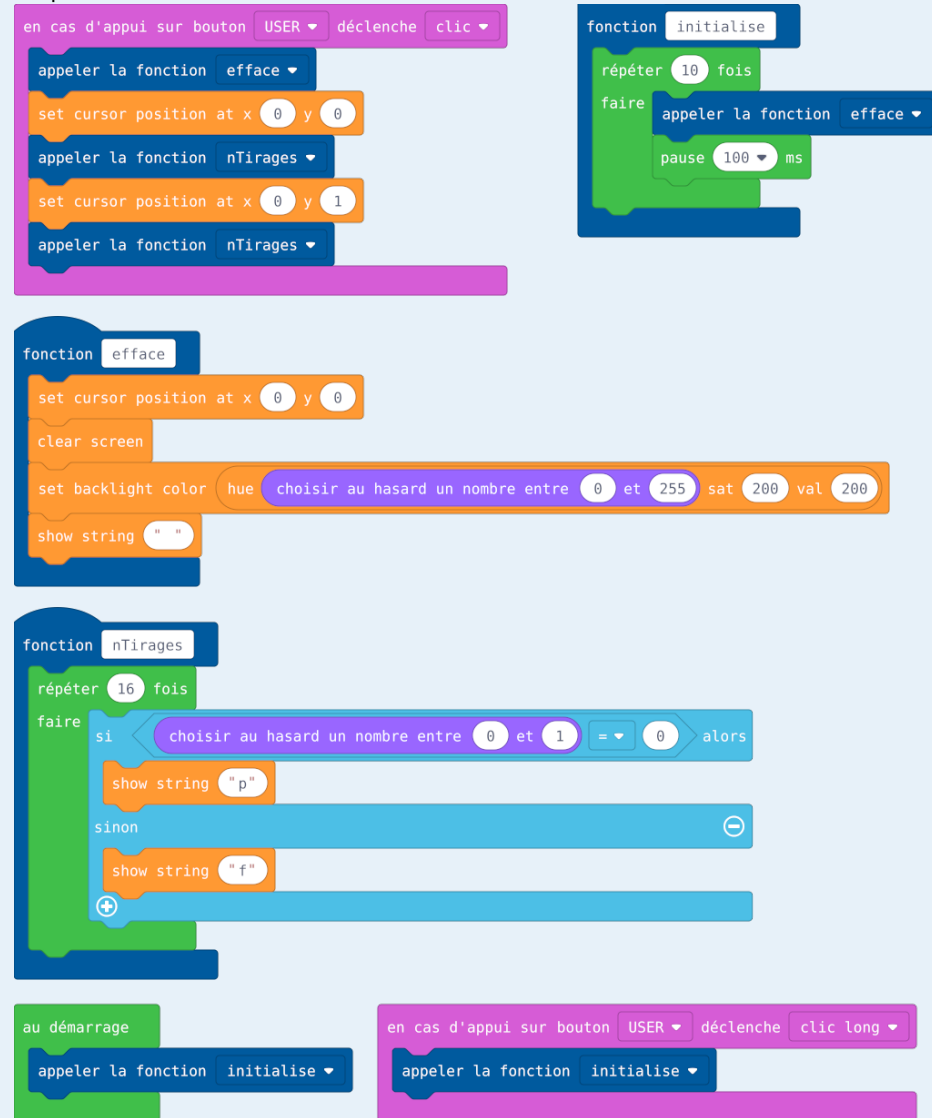 en cas d'appui sur bouton USER déclenche clic
appeler la fonction efface
set cursor position at x 0 y 0
appeler la fonction nTirages
set cursor position at x 0 y 1
appeler la fonction nTirages
fonction initialise
répéter 10 fois
faire
appeler la fonction efface
pause 100 ms
fonction efface
set cursor position at x 0 y 0
clear screen
set backlight color hue choisir au hasard un nombre entre 0 et 255 sat 200 val 200
show string " "
fonction nTirages
répéter 16 fois
faire
si choisir au hasard un nombre entre 0 et 1 = 0 alors
show string "p"
sinon
show string "f"
au démarrage
appeler la fonction initialise
en cas d'appui sur bouton USER déclenche clic long
appeler la fonction initialise